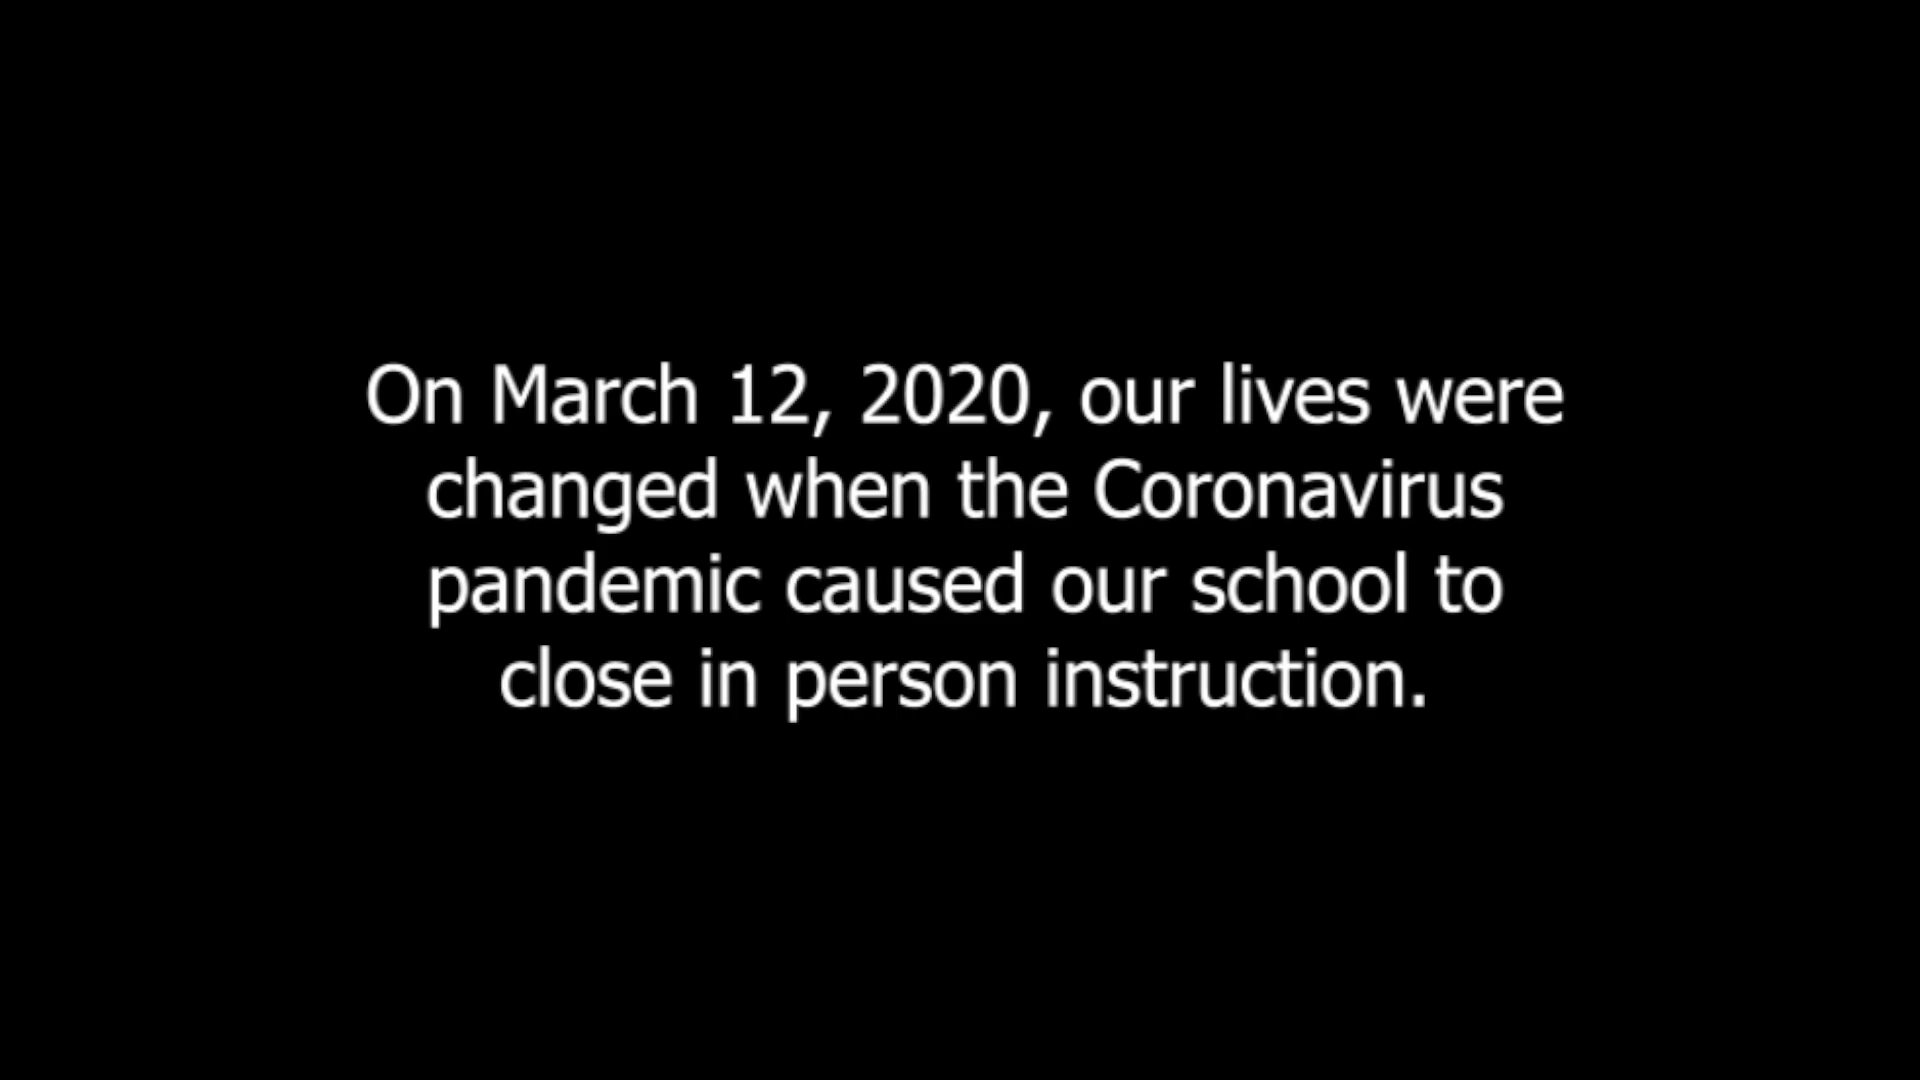 On March 12, 2020, our lives were
changed when the Coronavirus
pandemic caused our school to
close in person instruction.